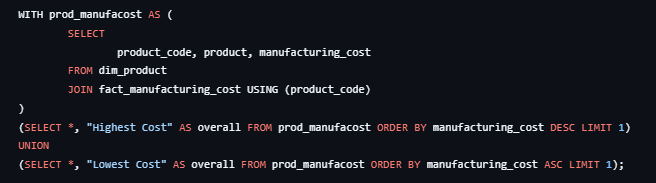 WITH prod_manufacost AS (
SELECT
product_code, product, manufacturing_cost
FROM dim_product
JOIN fact_manufacturing_cost USING (product_code)
)
(SELECT *, "Highest Cost" AS overall FROM prod_manufacost ORDER BY manufacturing_cost DESC LIMIT 1)
UNION
(SELECT *, "Lowest Cost" AS overall FROM prod_manufacost ORDER BY manufacturing_cost ASC LIMIT 1);